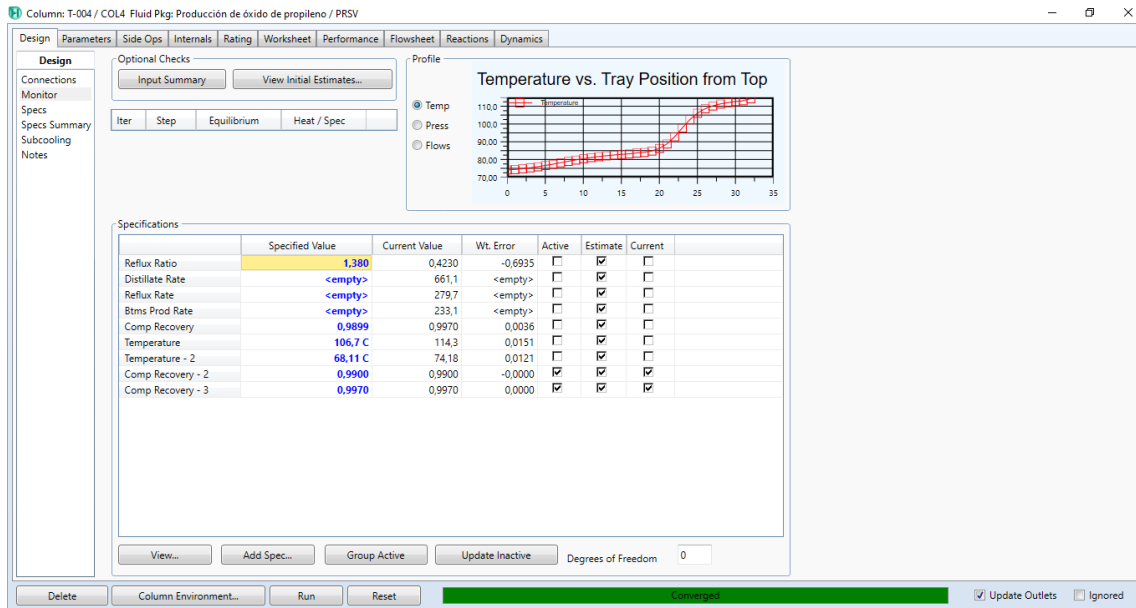 Column: T-004 / COL4 Fluid Pkg: Producción de óxido de propileno / PRSV
Design Parameters Side Ops Internals Rating Worksheet Performance Flowsheet Reactions Dynamics
Design
Connections
Monitor
Specs
Specs Summary
Subcooling
Notes
Optional Checks
Input Summary View Initial Estimates...
Iter Step Equilibrium Heat / Spec
Profile
Temp
Press
Flows
Temperature vs. Tray Position from Top
Temperature
110,0
100,0
90,00
80,00
70,00
0 5 10 15 20 25 30 35
Specifications
Specified Value Current Value Wt. Error Active Estimate Current
Reflux Ratio 1,380 0,4230 -0,6935
Distillate Rate <empty> 661,1 <empty>
Reflux Rate <empty> 279,7 <empty>
Btms Prod Rate <empty> 233,1 <empty>
Comp Recovery 0,9899 0,9970 0,0036
Temperature 106,7 C 114,3 0,0151
Temperature - 2 68,11 C 74,18 0,0121
Comp Recovery - 2 0,9900 0,9900 -0,0000
Comp Recovery - 3 0,9970 0,9970 0,0000
View... Add Spec... Group Active Update Inactive Degrees of Freedom 0
Delete Column Environment... Run Reset Converged Update Outlets Ignored